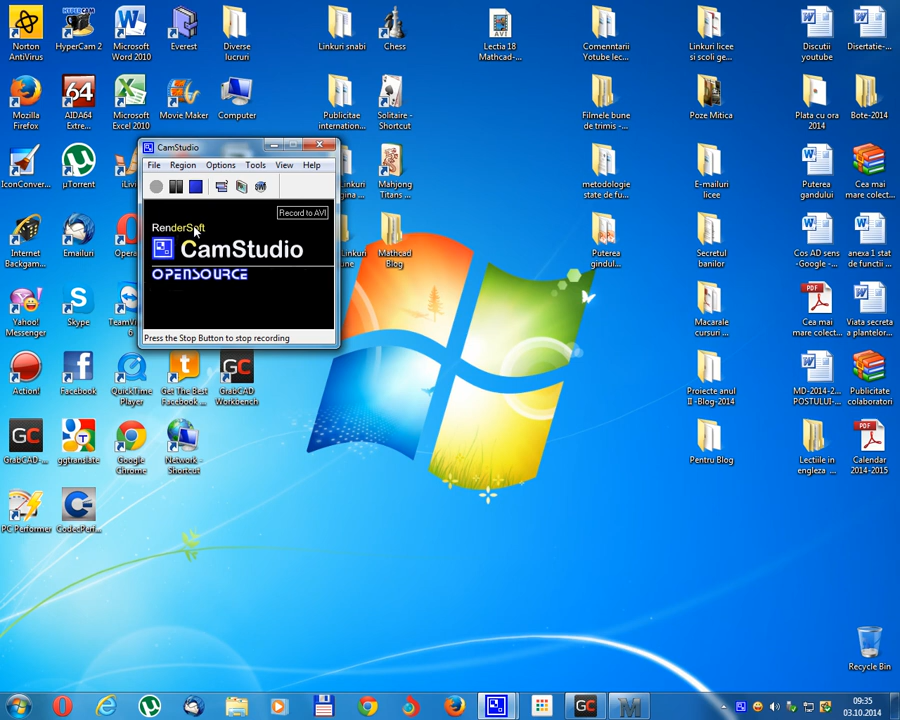 Norton
AntiVirus
HyperCam 2
Microsoft
Word 2010
Everest
Diverse
lucruri
Linkuri snabi
Chess
Lectia 18
Mathcad-...
Comenntarii
Yotube lec...
Linkuri licee
si scoli ge...
Discutii
youtube
Disertatie-...
Mozilla
Firefox
AIDA64
Extre...
Microsoft
Excel 2010
Movie Maker
Computer
Publicitae
internation...
Solitaire -
Shortcut
Filmele bune
de trimis -...
Poze Mitica
Plata cu ora
2014
Bote-2014
CamStudio
File Region Options Tools View Help
Record to AVI
RenderSoft
CamStudio
OPENSOURCE
Press the Stop Button to stop recording
IconConver...
µTorrent
Mahjong
Titans ...
metodologie
state de fu...
E-mailuri
licee
Puterea
gandului...
Cea mai
mare colect...
Internet
Backgam...
Emailuri
Mathcad
Blog
Puterea
gindul...
Secretul
banilor
Cos AD sens
-Google -...
anexa 1 stat
de functii ...
Yahoo!
Messenger
Skype
TeamVi...
6
Macarale
cursuri ...
Cea mai
mare colect...
Viata secreta
a plantelor...
Action!
Facebook
QuickTime
Player
Get The Best
Facebook ...
GrabCAD
Workbench
Proiecte anul
II -Blog-2014
MD-2014-2...
POSTULUI-...
Publicitate
colaboratori
GrabCAD-...
ggtranslate
Google
Chrome
Network -
Shortcut
Pentru Blog
Lectiile in
engleza ...
Calendar
2014-2015
PC Performer
CodecPerf...
Recycle Bin
09:35
03.10.2014